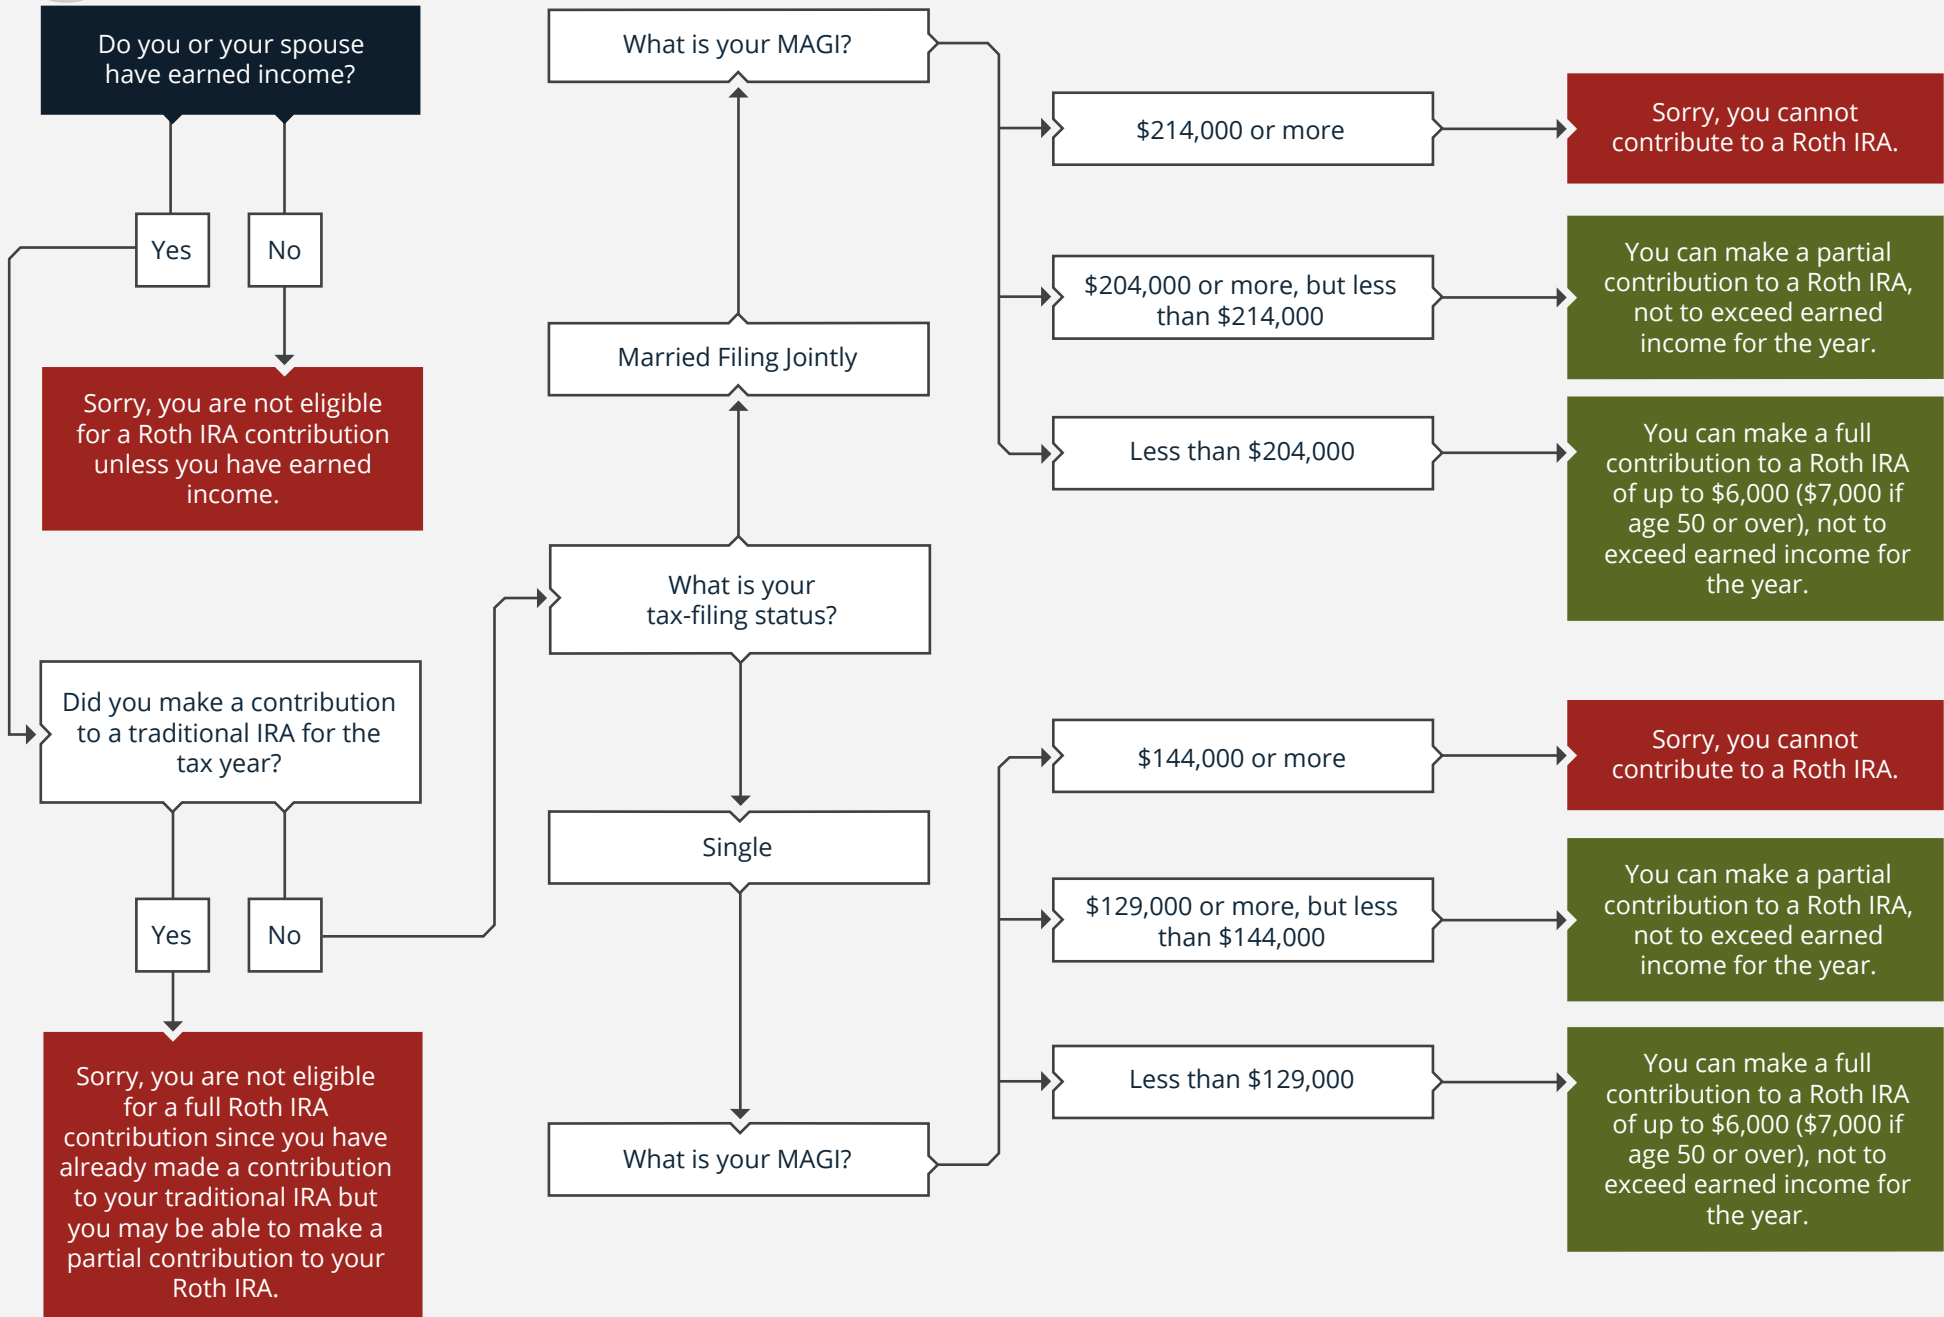 Do you or your spouse
have earned income?
Yes
No
Sorry, you are not eligible
for a Roth IRA contribution
unless you have earned
income.
Did you make a contribution
to a traditional IRA for the
tax year?
Yes
No
Sorry, you are not eligible
for a full Roth IRA
contribution since you have
already made a contribution
to your traditional IRA but
you may be able to make a
partial contribution to your
Roth IRA.
What is your MAGI?
Married Filing Jointly
What is your
tax-filing status?
Single
What is your MAGI?
$214,000 or more
Sorry, you cannot
contribute to a Roth IRA.
$204,000 or more, but less
than $214,000
You can make a partial
contribution to a Roth IRA,
not to exceed earned
income for the year.
Less than $204,000
You can make a full
contribution to a Roth IRA
of up to $6,000 ($7,000 if
age 50 or over), not to
exceed earned income for
the year.
$144,000 or more
Sorry, you cannot
contribute to a Roth IRA.
$129,000 or more, but less
than $144,000
You can make a partial
contribution to a Roth IRA,
not to exceed earned
income for the year.
Less than $129,000
You can make a full
contribution to a Roth IRA
of up to $6,000 ($7,000 if
age 50 or over), not to
exceed earned income for
the year.